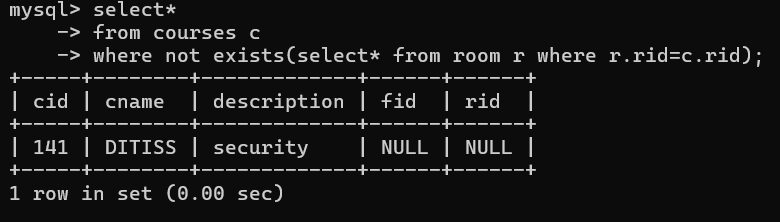 mysql> select*
    -> from courses c
    -> where not exists(select* from room r where r.rid=c.rid);
+-----+--------+-------------+------+------+
| cid | cname  | description | fid  | rid  |
+-----+--------+-------------+------+------+
| 141 | DITISS | security    | NULL | NULL |
+-----+--------+-------------+------+------+
1 row in set (0.00 sec)